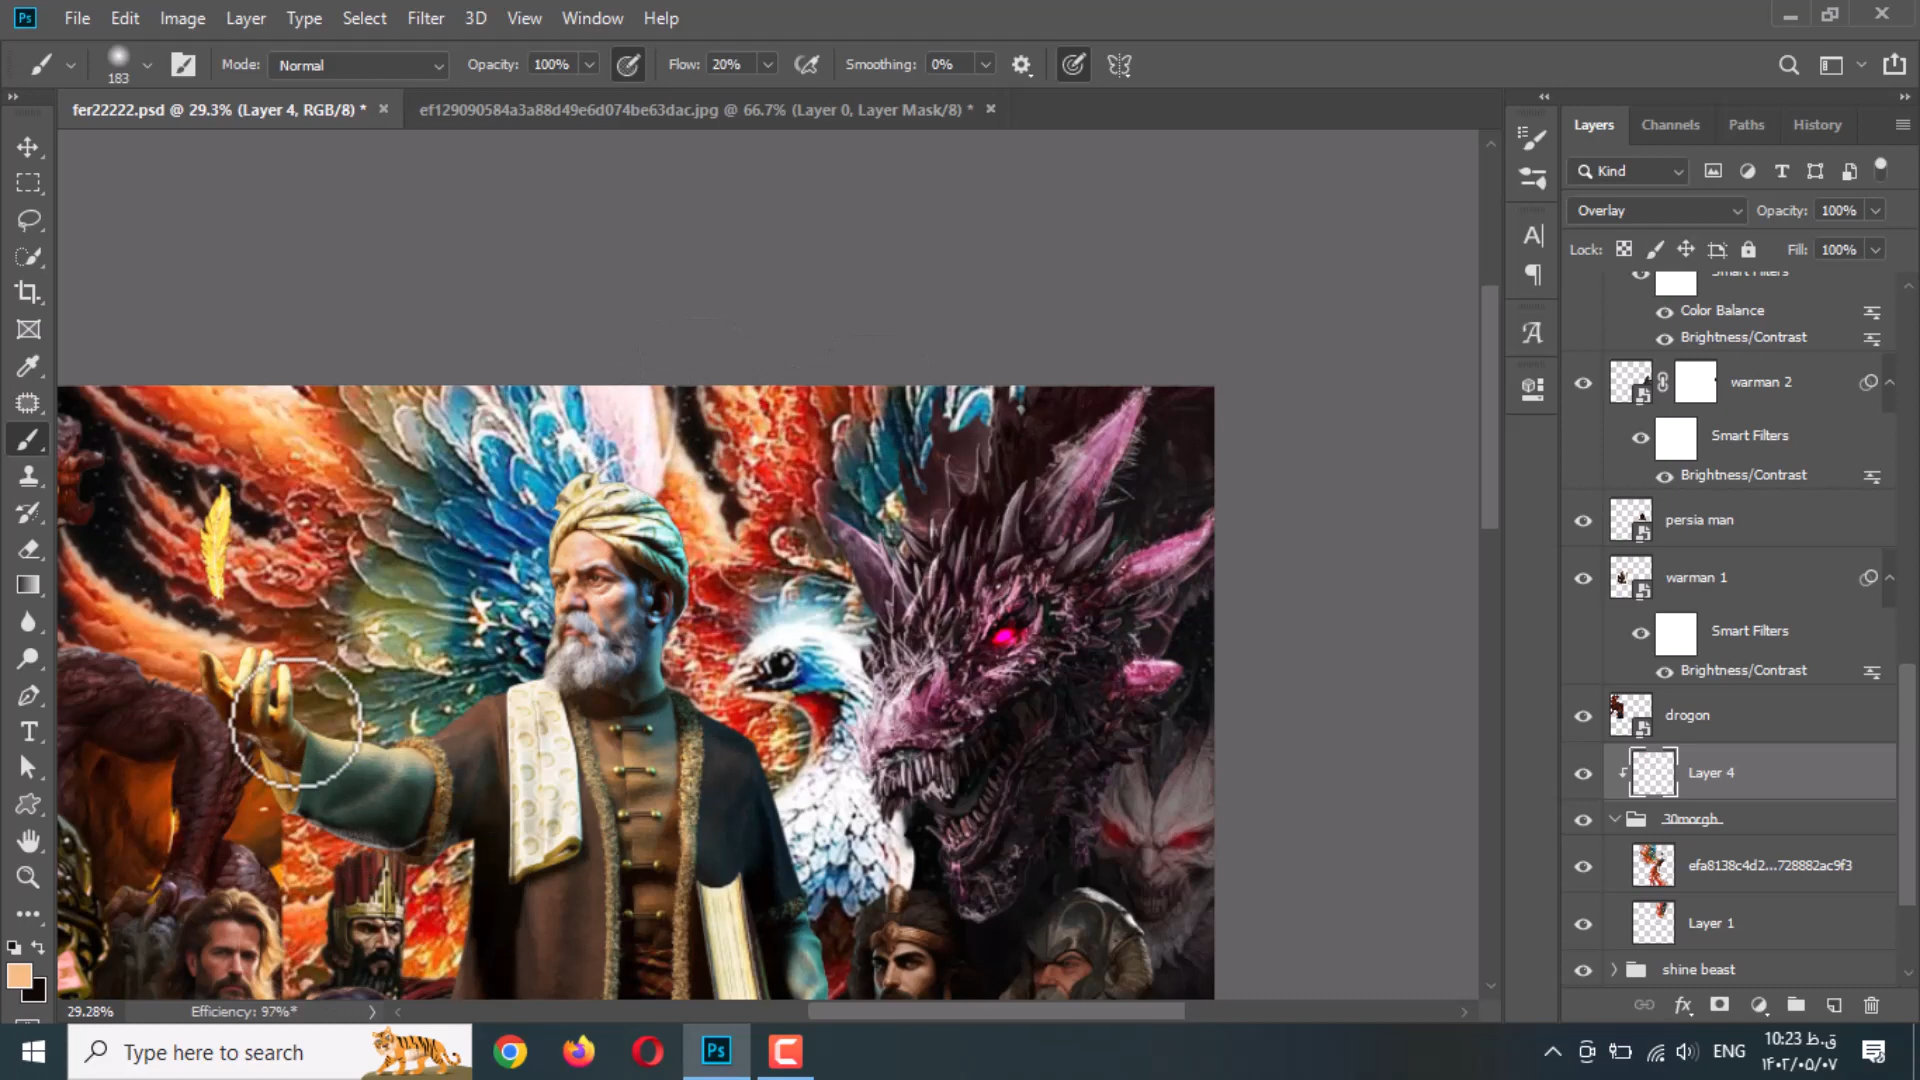 Ps File Edit Image Layer Type Select Filter 3D View Window Help
183 Mode: Normal Opacity: 100% Flow: 20% Smoothing: 0%
fer22222.psd @ 29.3% (Layer 4, RGB/8) * ef129090584a3a88d49e6d074be63dac.jpg @ 66.7% (Layer 0, Layer Mask/8) *
Layers Channels Paths History
Kind
Overlay Opacity: 100%
Lock: Fill: 100%
Smart Filters
Color Balance
Brightness/Contrast
warman 2
Smart Filters
Brightness/Contrast
persia man
warman 1
Smart Filters
Brightness/Contrast
drogon
Layer 4
30morgh
efa8138c4d2...728882ac9f3
Layer 1
shine beast
29.28% Efficiency: 97%*
Type here to search
Ps
ENG
10:23 ق.ظ
۱۴۰۲/۰۵/۰۷